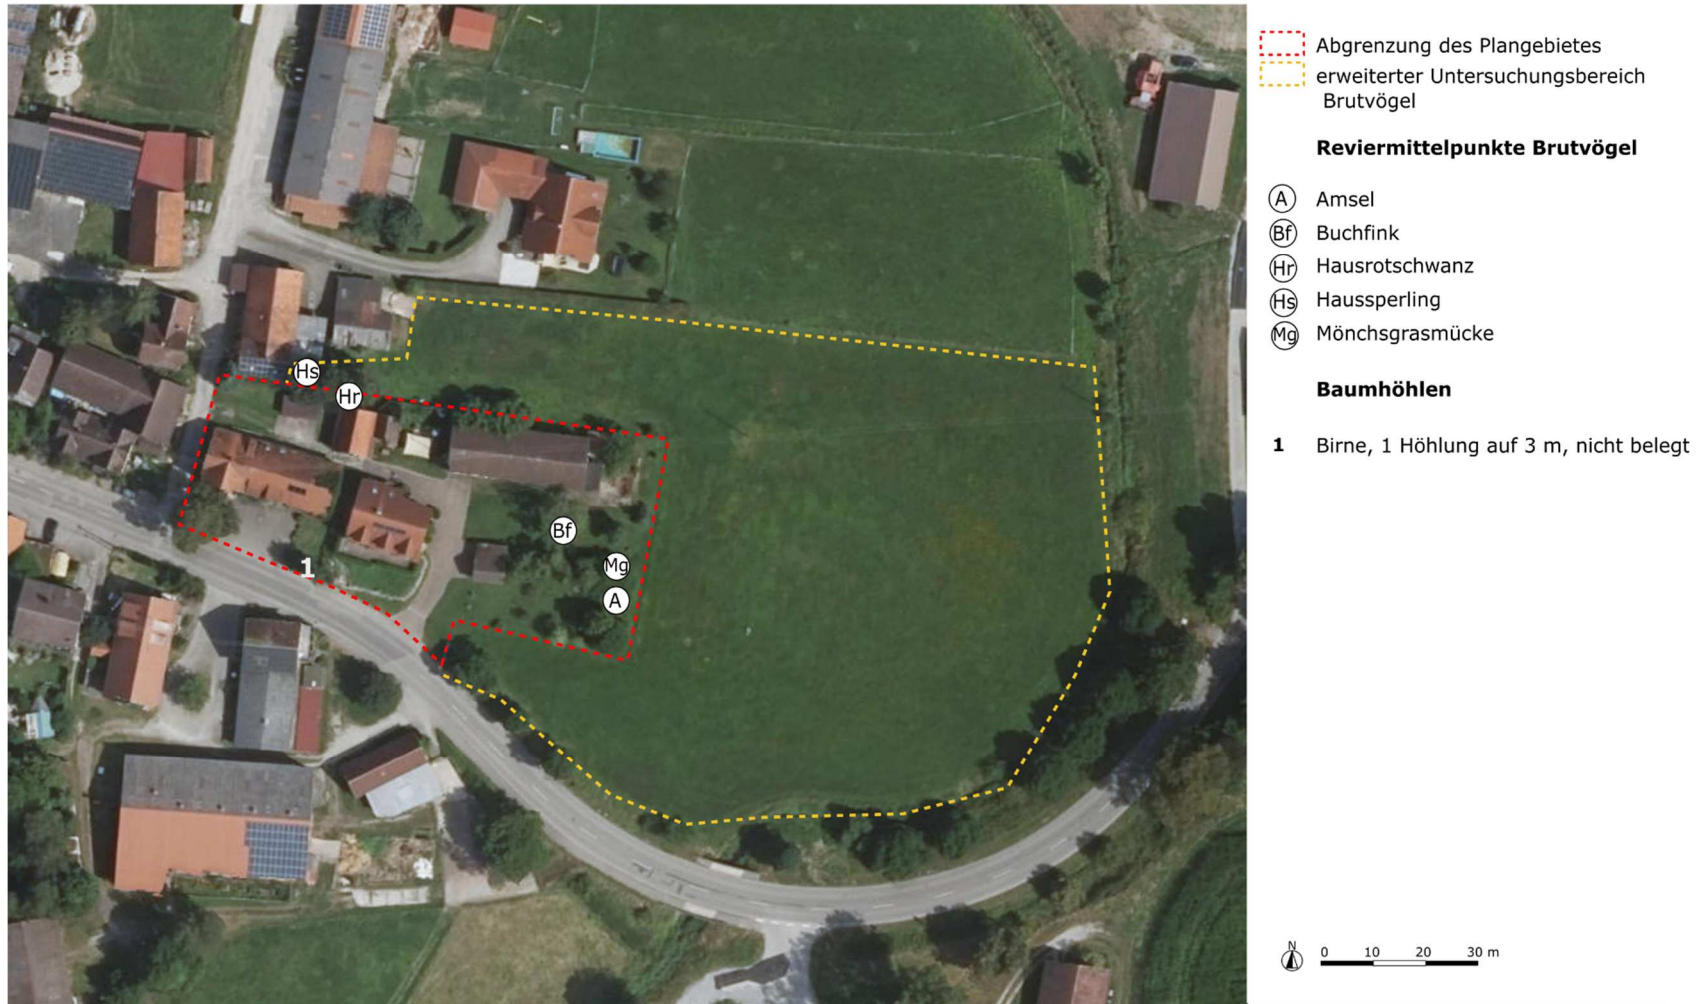 Abgrenzung des Plangebietes
erweiterter Untersuchungsbereich
Brutvögel
Reviermittelpunkte Brutvögel
A Amsel
Bf Buchfink
Hr Hausrotschwanz
Hs Haussperling
Mg Mönchsgrasmücke
Baumhöhlen
1 Birne, 1 Höhlung auf 3 m, nicht belegt
Hs
Hr
Bf
Mg
A
1
N
0 10 20 30 m